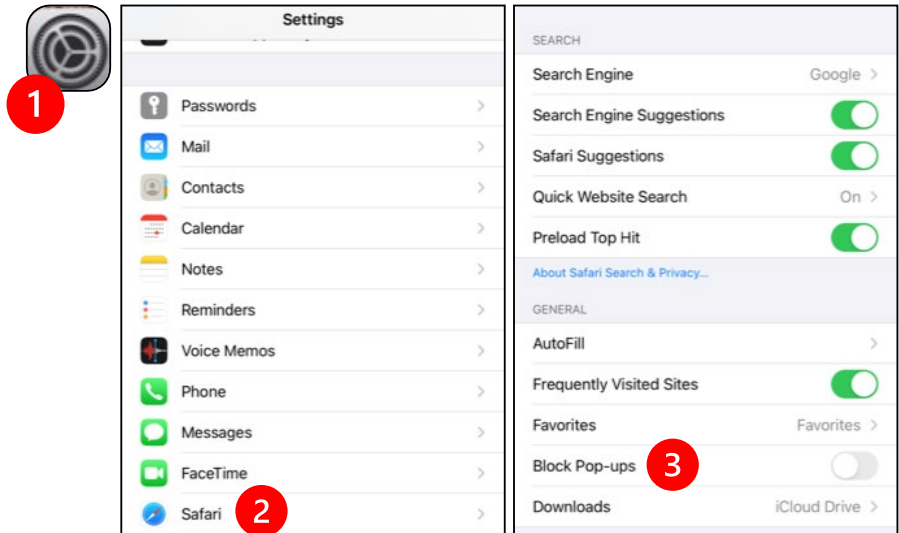 1
Settings
Passwords
Mail
Contacts
Calendar
Notes
Reminders
Voice Memos
Phone
Messages
FaceTime
Safari 2
SEARCH
Search Engine Google >
Search Engine Suggestions
Safari Suggestions
Quick Website Search On >
Preload Top Hit
About Safari Search & Privacy...
GENERAL
AutoFill >
Frequently Visited Sites
Favorites Favorites >
Block Pop-ups 3
Downloads iCloud Drive >